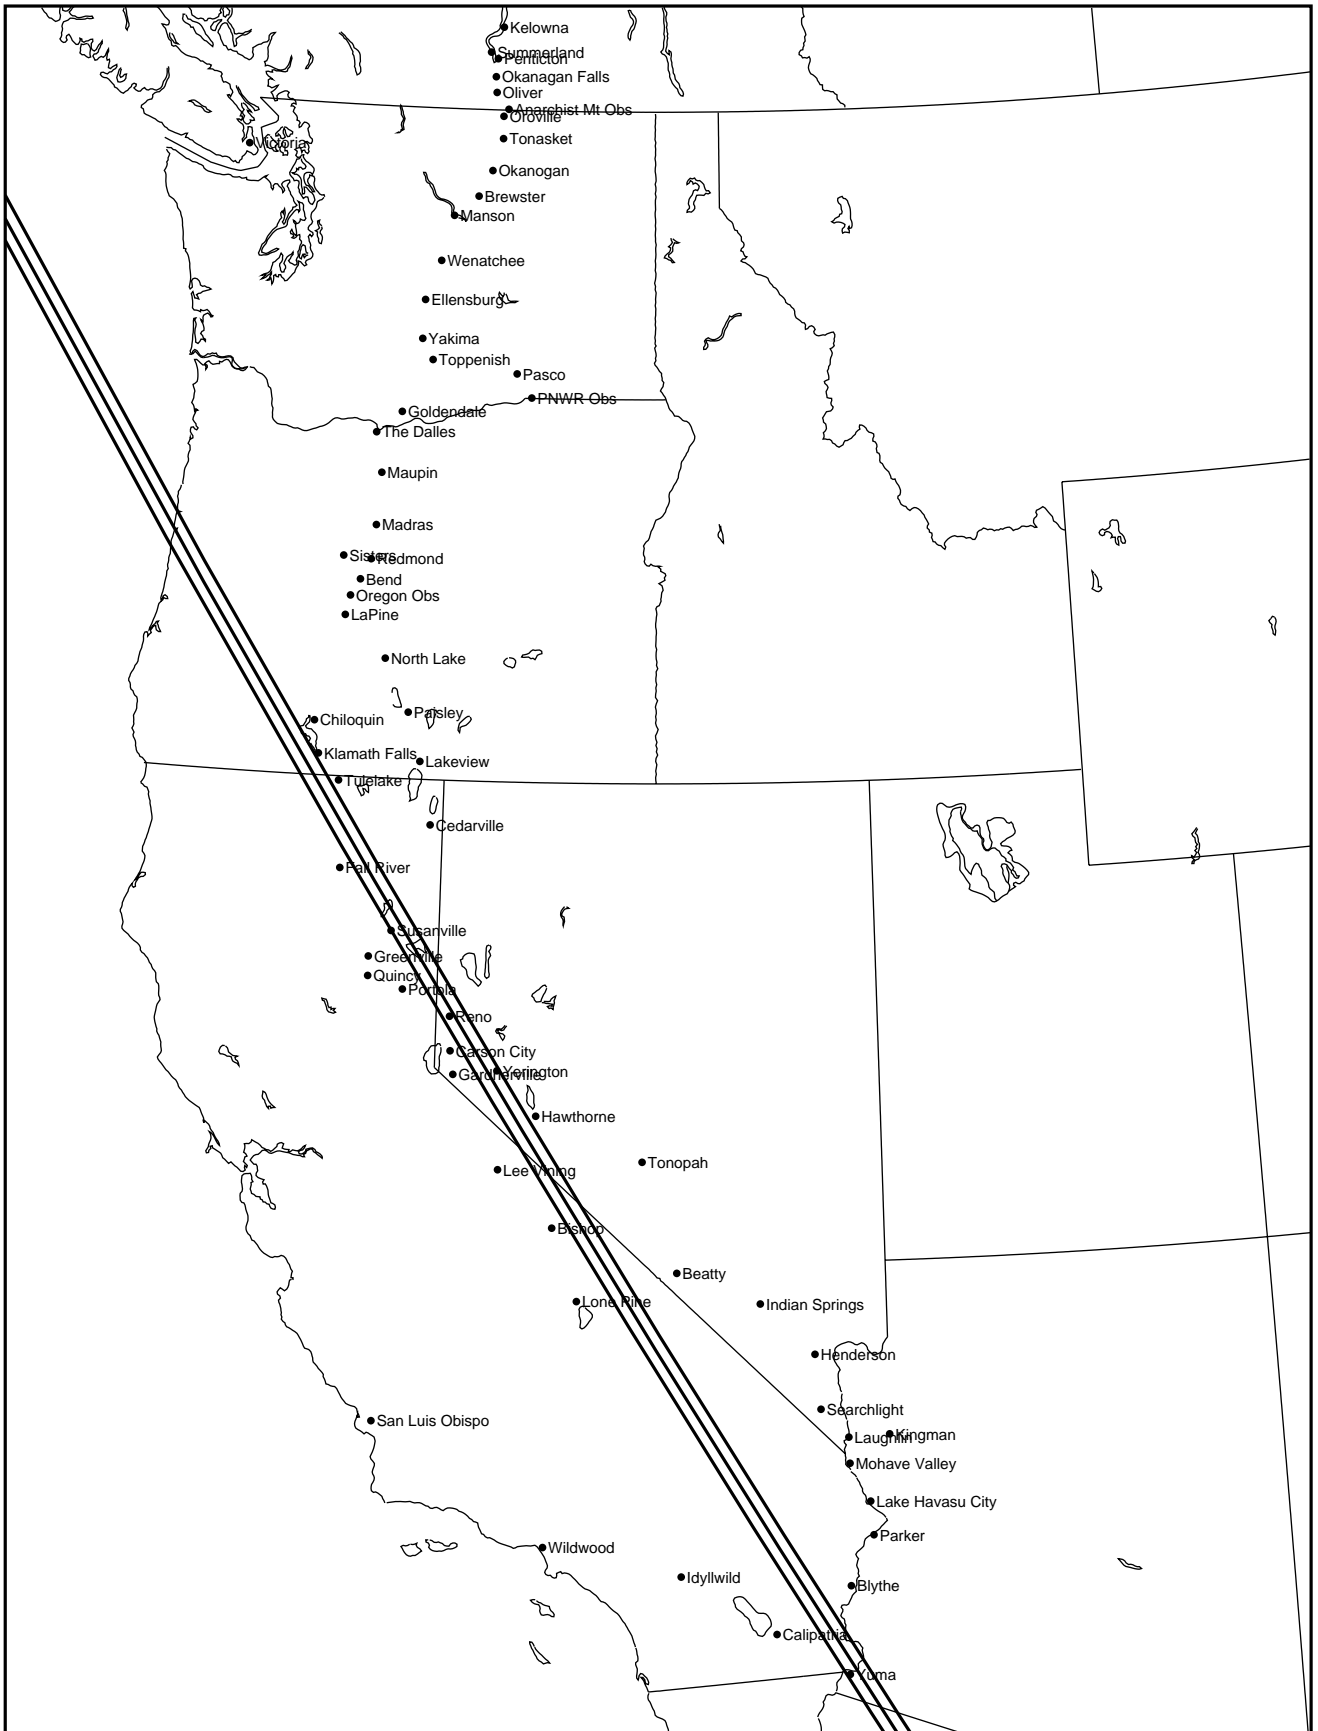 Kelowna
Summerland
Penticton
Okanagan Falls
Oliver
Anarchist Mt Obs
Oroville
Tonasket
Victoria
Okanogan
Brewster
Manson
Wenatchee
Ellensburg
Yakima
Toppenish
Pasco
PNWR Obs
Goldendale
The Dalles
Maupin
Madras
Sisters
Redmond
Bend
Oregon Obs
LaPine
North Lake
Paisley
Chiloquin
Klamath Falls
Lakeview
Tulelake
Cedarville
Fall River
Susanville
Greenville
Quincy
Portola
Reno
Carson City
Yerington
Gardnerville
Hawthorne
Tonopah
Lee Vining
Bishop
Beatty
Lone Pine
Indian Springs
Henderson
Searchlight
San Luis Obispo
Kingman
Laughlin
Mohave Valley
Lake Havasu City
Parker
Wildwood
Idyllwild
Blythe
Calipatria
Yuma